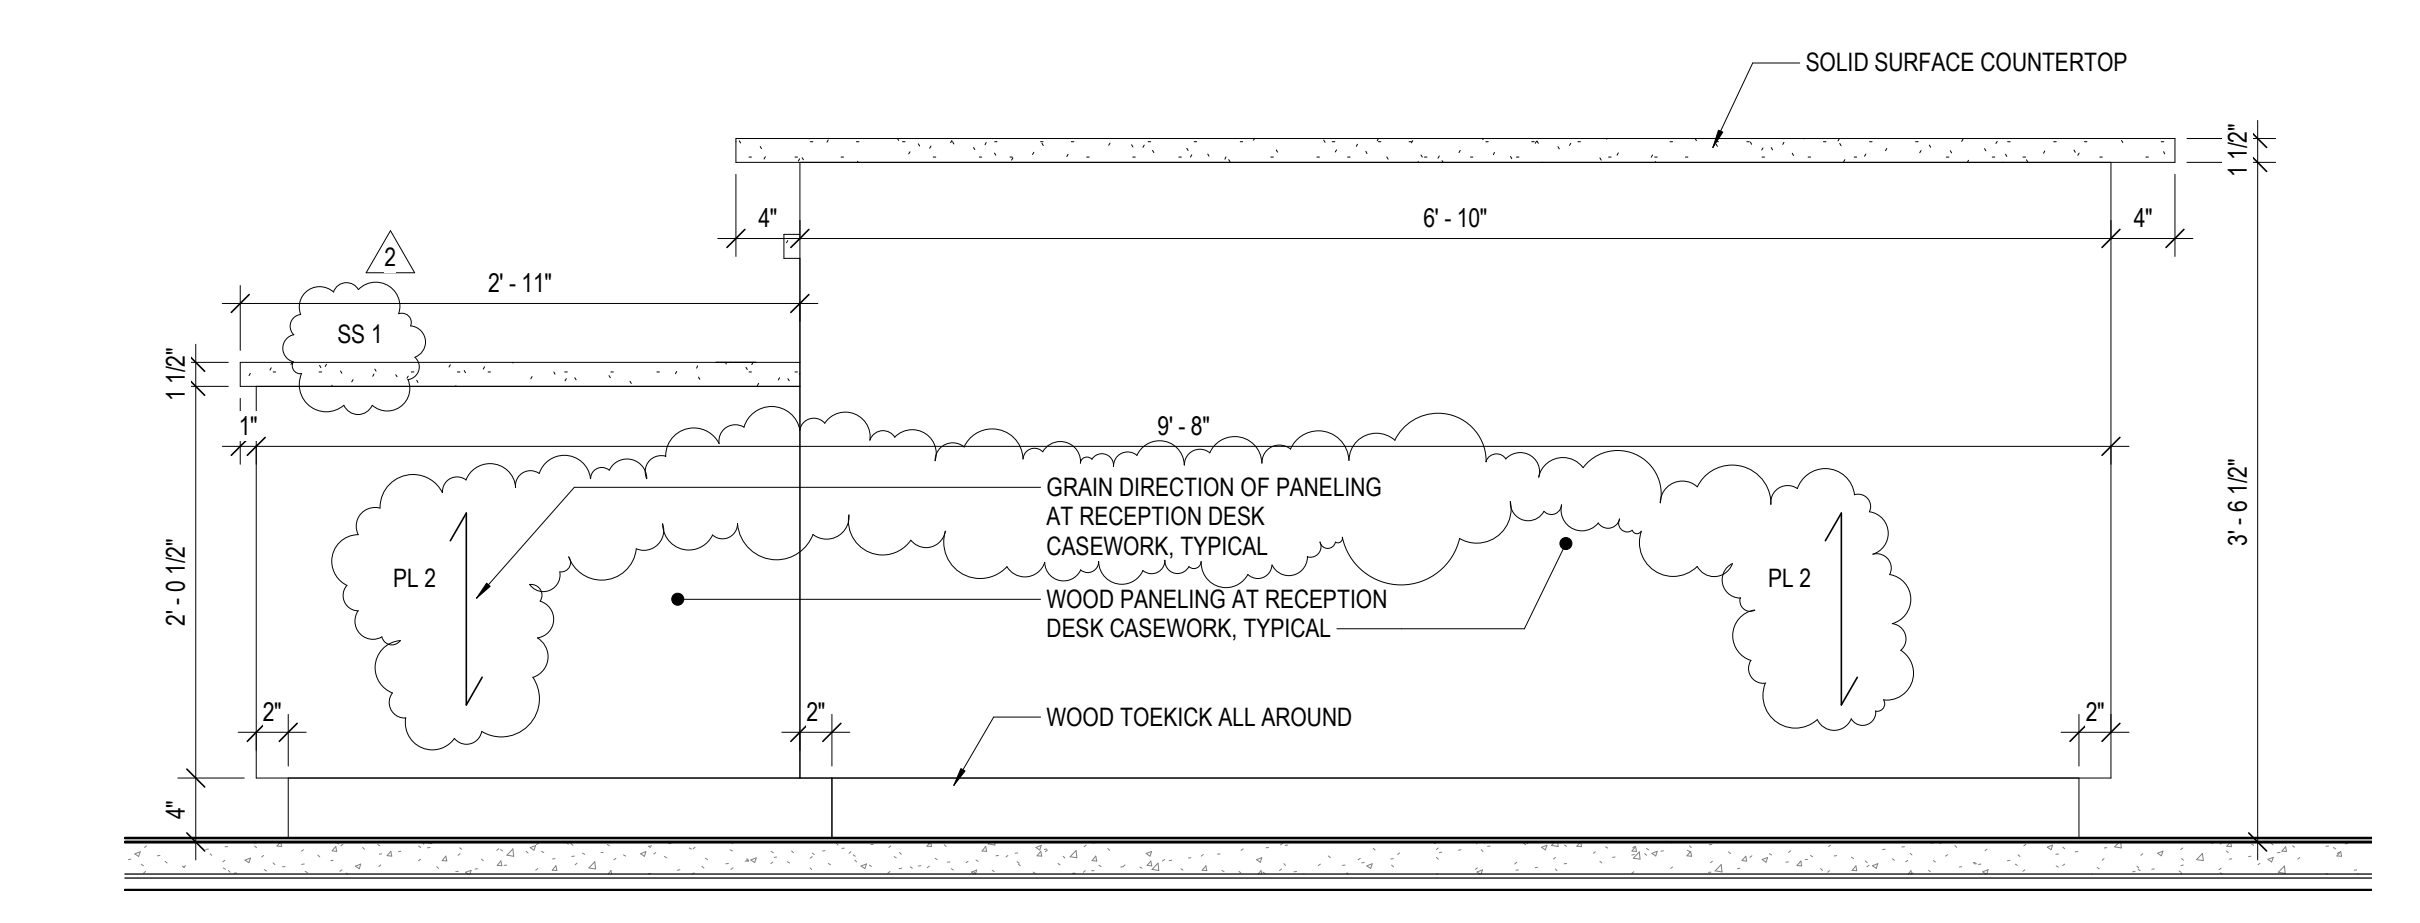 SOLID SURFACE COUNTERTOP
1 1/2"
4"
6' - 10"
4"
2
2' - 11"
SS 1
1 1/2"
1"
9' - 8"
GRAIN DIRECTION OF PANELING
AT RECEPTION DESK
CASEWORK, TYPICAL
3' - 6 1/2"
2' - 0 1/2"
PL 2
PL 2
WOOD PANELING AT RECEPTION
DESK CASEWORK, TYPICAL
2"
2"
WOOD TOEKICK ALL AROUND
2"
4"